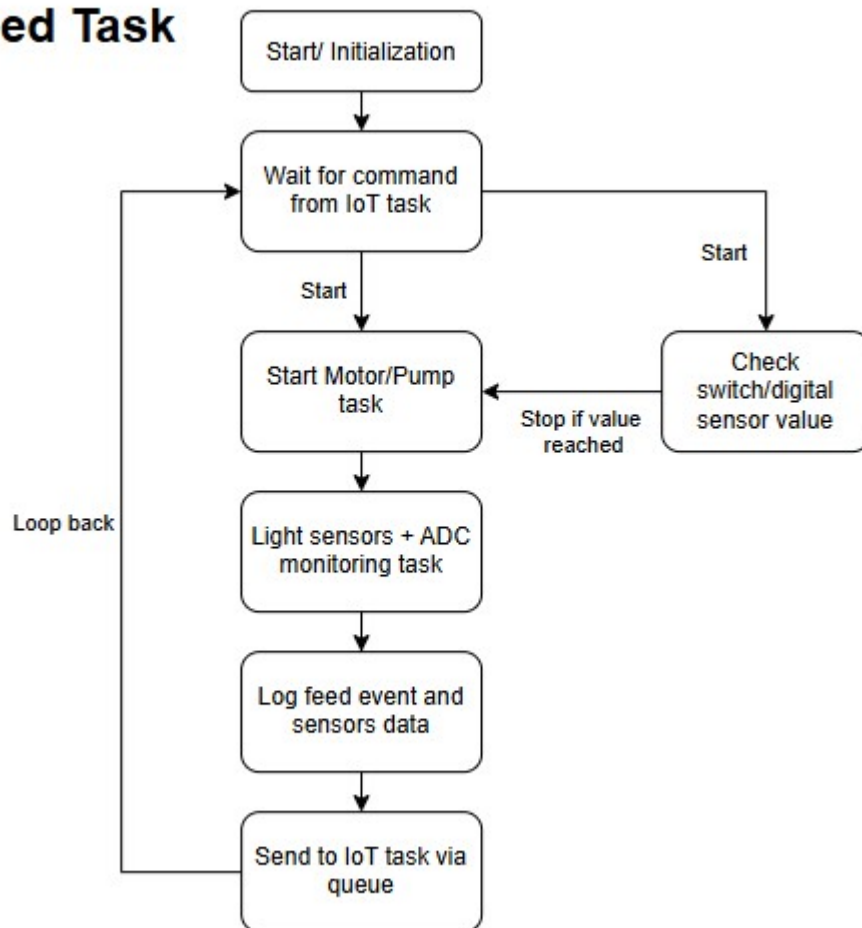 ed Task
Start/ Initialization
Wait for command
from IoT task
Start
Start
Start Motor/Pump
task
Check
switch/digital
sensor value
Stop if value
reached
Light sensors + ADC
monitoring task
Loop back
Log feed event and
sensors data
Send to IoT task via
queue